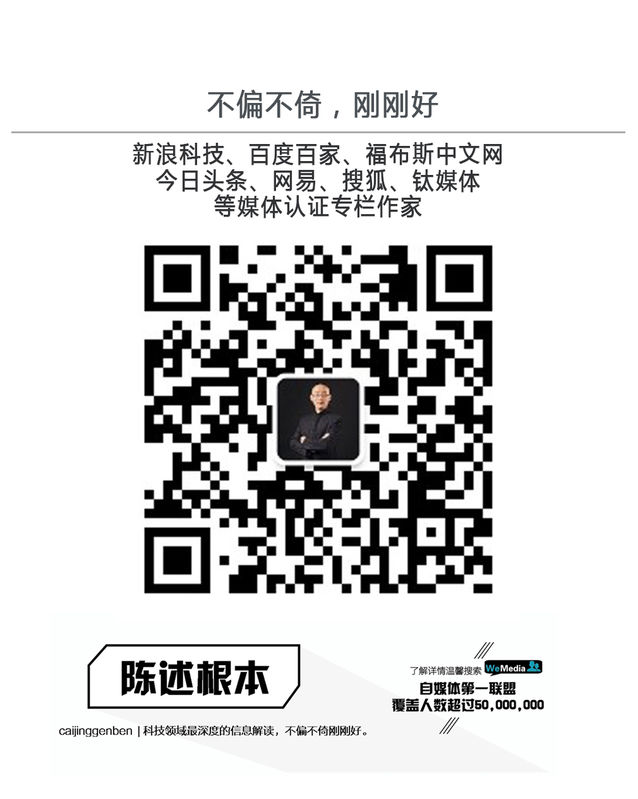 不偏不倚，刚刚好
新浪科技、百度百家、福布斯中文网
今日头条、网易、搜狐、钛媒体
等媒体认证专栏作家
陈述根本
caijinggenben | 科技领域最深度的信息解读，不偏不倚刚刚好。
了解详情温馨搜索 WeMedia
自媒体第一联盟
覆盖人数超过50,000,000